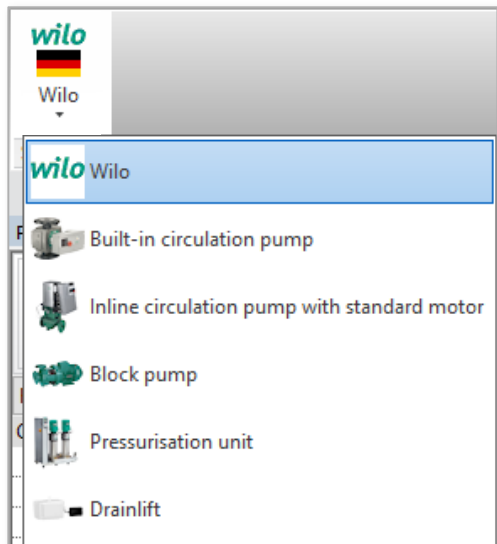 wilo
Wilo
wilo Wilo
Built-in circulation pump
Inline circulation pump with standard motor
Block pump
Pressurisation unit
Drainlift